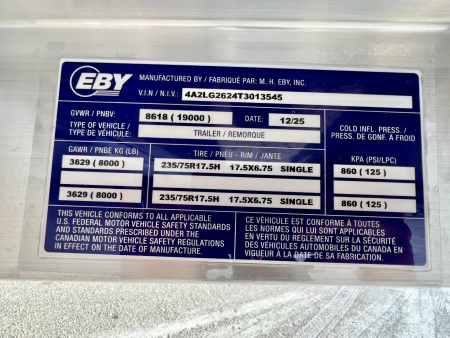 EBY
MANUFACTURED BY / FABRIQUÉ PAR: M. H. EBY, INC.
V.I.N / N.I.V.: 4A2LG2624T3013545
GVWR / PNBV: 8618 ( 19000 ) DATE: 12/25
TYPE OF VEHICLE / TYPE DE VÉHICULE: TRAILER / REMORQUE
COLD INFL. PRESS. / PRESS. DE GONF. A FROID
GAWR / PNBE KG (LB) TIRE / PNEU - RIM / JANTE KPA (PSI/LPC)
3629 ( 8000 ) 235/75R17.5H 17.5X6.75 SINGLE 860 ( 125 )
3629 ( 8000 ) 235/75R17.5H 17.5X6.75 SINGLE 860 ( 125 )
THIS VEHICLE CONFORMS TO ALL APPLICABLE
U.S. FEDERAL MOTOR VEHICLE SAFETY STANDARDS
AND STANDARDS PRESCRIBED UNDER THE
CANADIAN MOTOR VEHICLE SAFETY REGULATIONS
IN EFFECT ON THE DATE OF MANUFACTURE.
CE VÉHICULE EST CONFORME À TOUTES
LES NORMES QUI LUI SONT APPLICABLES
EN VERTU DU REGLEMENT SUR LA SÉCURITÉ
DES VÉHICULES AUTOMOBILES DU CANADA EN
VIGUEUR À LA DATE DE SA FABRICATION.